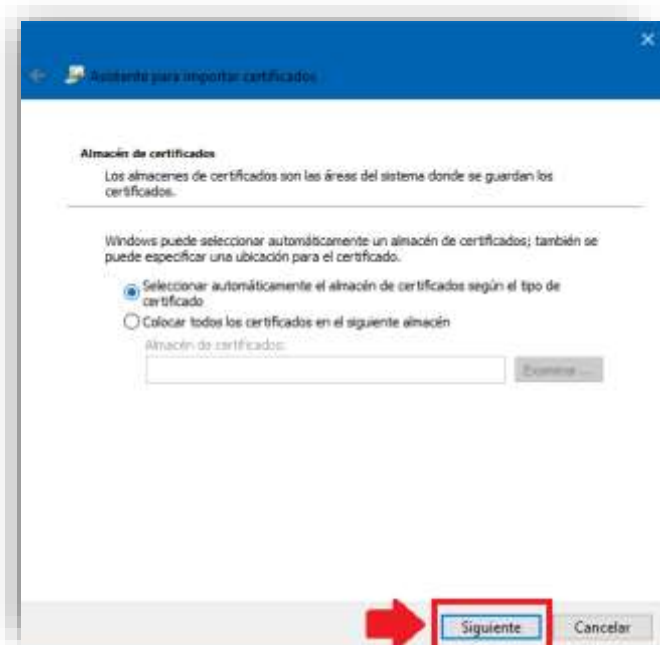 Asistente para importar certificados
Almacén de certificados
Los almacenes de certificados son las áreas del sistema donde se guardan los
certificados.
Windows puede seleccionar automáticamente un almacén de certificados; también se
puede especificar una ubicación para el certificado.
Seleccionar automáticamente el almacén de certificados según el tipo de
certificado
Colocar todos los certificados en el siguiente almacén
Almacén de certificados:
Examinar ...
Siguiente
Cancelar